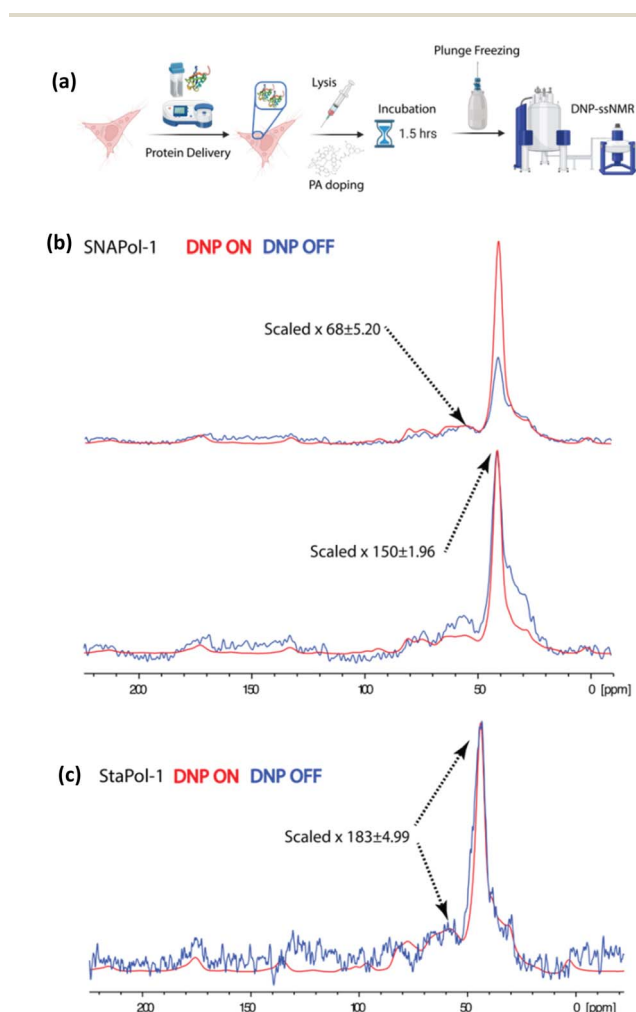 (a)
Plunge Freezing
Lysis
Incubation
DNP-ssNMR
1.5 hrs
Protein Delivery
PA doping
(b) SNAPol-1 DNP ON DNP OFF
Scaled x 68±5.20
Scaled x 150±1.96
200 150 100 50 0 [ppm]
(c) StaPol-1 DNP ON DNP OFF
Scaled x 183±4.99
200 150 100 50 0 [ppm]